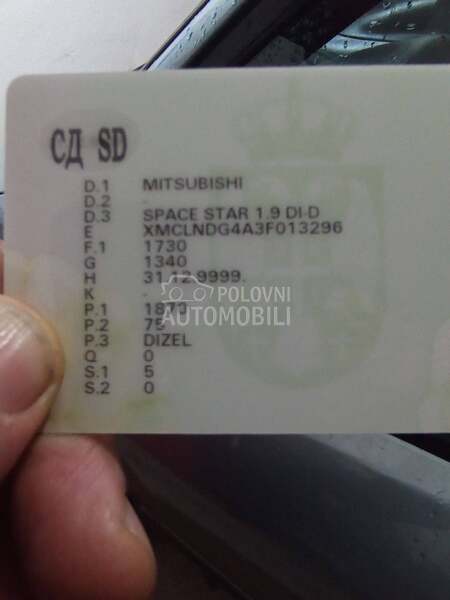 СД SD
D.1 MITSUBISHI
D.2 -
D.3 SPACE STAR 1.9 DI-D
E XMCLNDG4A3F013296
F.1 1730
G 1340
H 31.12.9999.
K -
POLOVNI
AUTOMOBILI
P.1 1870
P.2 75
P.3 DIZEL
Q 0
S.1 5
S.2 0